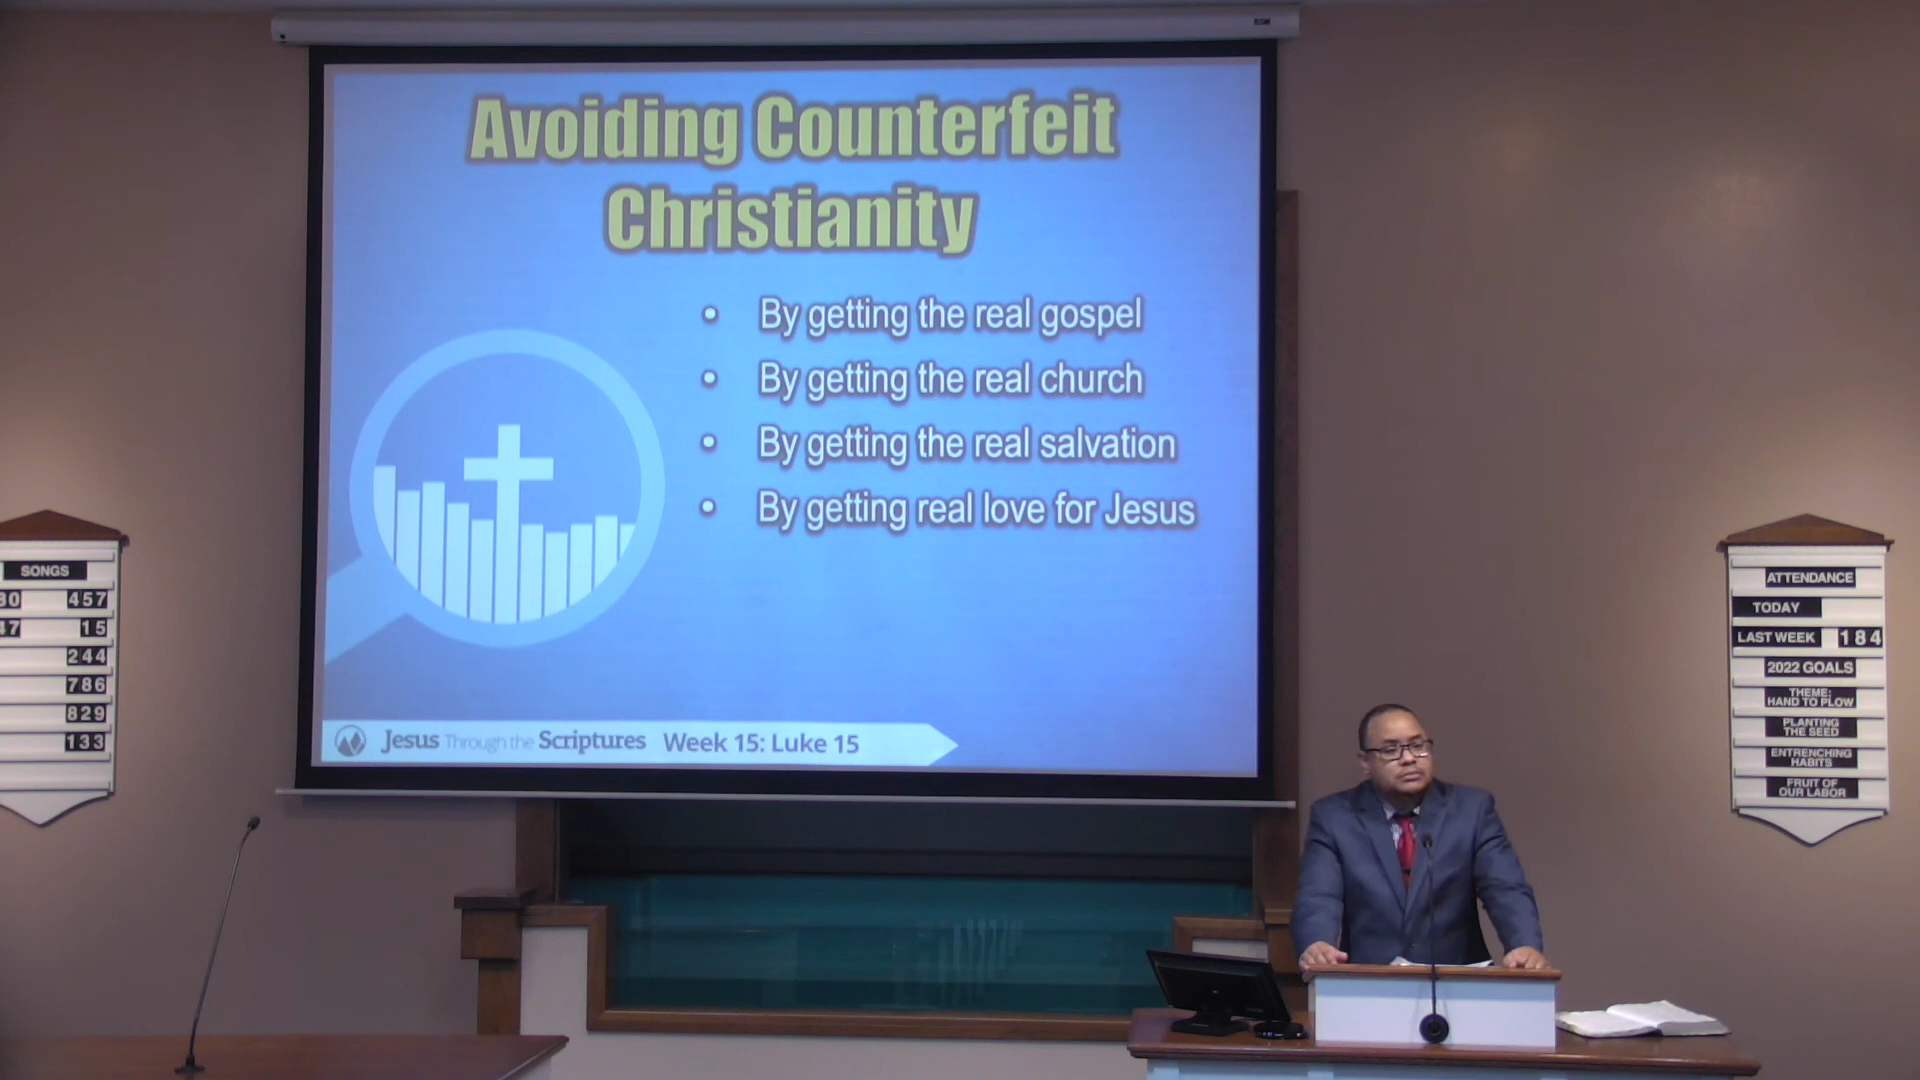 Avoiding Counterfeit
Christianity
• By getting the real gospel
• By getting the real church
• By getting the real salvation
• By getting real love for Jesus
Jesus Through the Scriptures Week 15: Luke 15
SONGS
457
15
244
786
829
133
ATTENDANCE
TODAY
LAST WEEK 184
2022 GOALS
THEME:
HAND TO PLOW
PLANTING
THE SEED
ENTRENCHING
HABITS
FRUIT OF
OUR LABOR